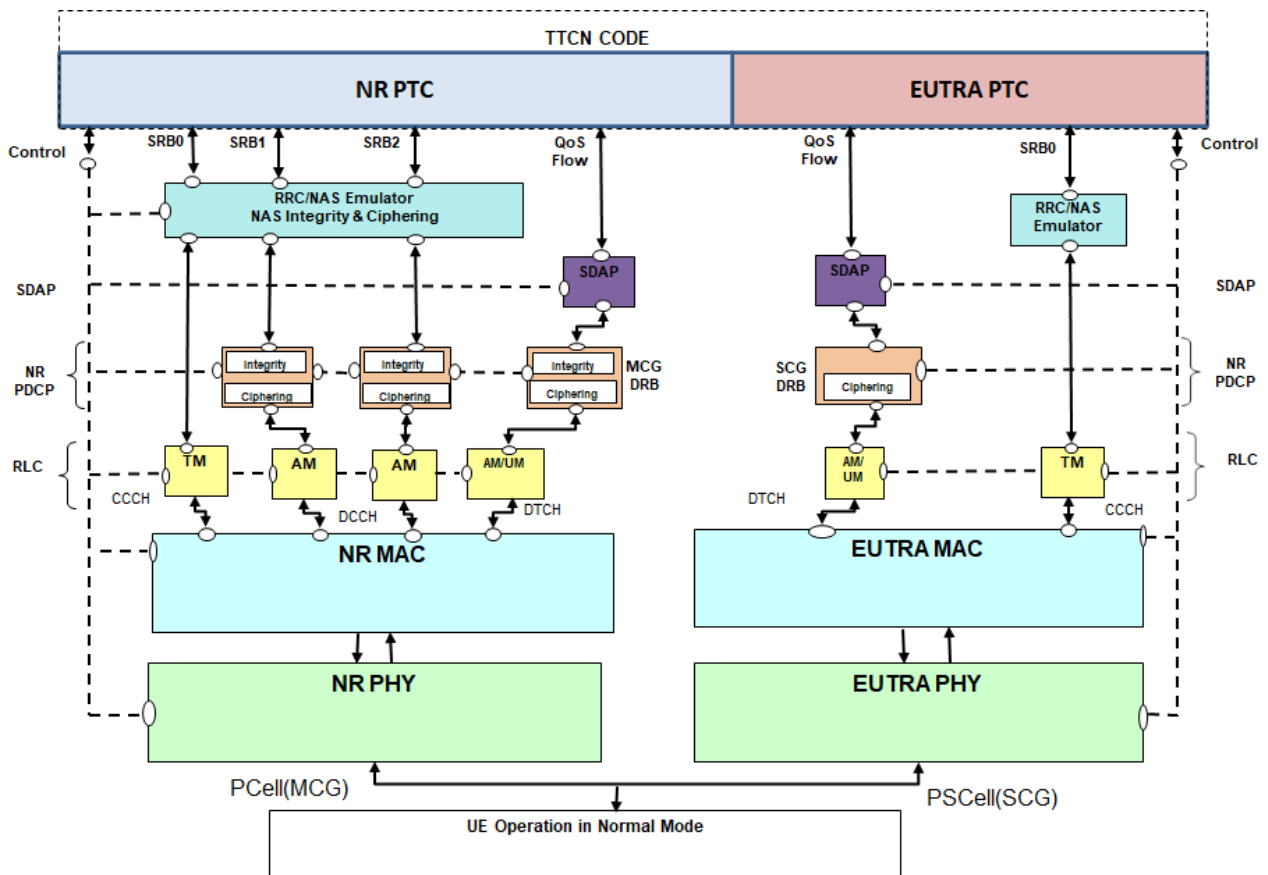 TTCN CODE
NR PTC
EUTRA PTC
Control
SRB0
SRB1
SRB2
QoS
Flow
QoS
Flow
SRB0
Control
RRC/NAS Emulator
NAS Integrity & Ciphering
RRC/NAS
Emulator
SDAP
SDAP
SDAP
SDAP
NR
PDCP
Integrity
Ciphering
Integrity
Ciphering
Integrity
Ciphering
MCG
DRB
SCG
DRB
Ciphering
NR
PDCP
RLC
TM
AM
AM
AM/UM
AM/
UM
TM
RLC
CCCH
DCCH
DTCH
DTCH
CCCH
NR MAC
EUTRA MAC
NR PHY
EUTRA PHY
PCell(MCG)
PSCell(SCG)
UE Operation in Normal Mode